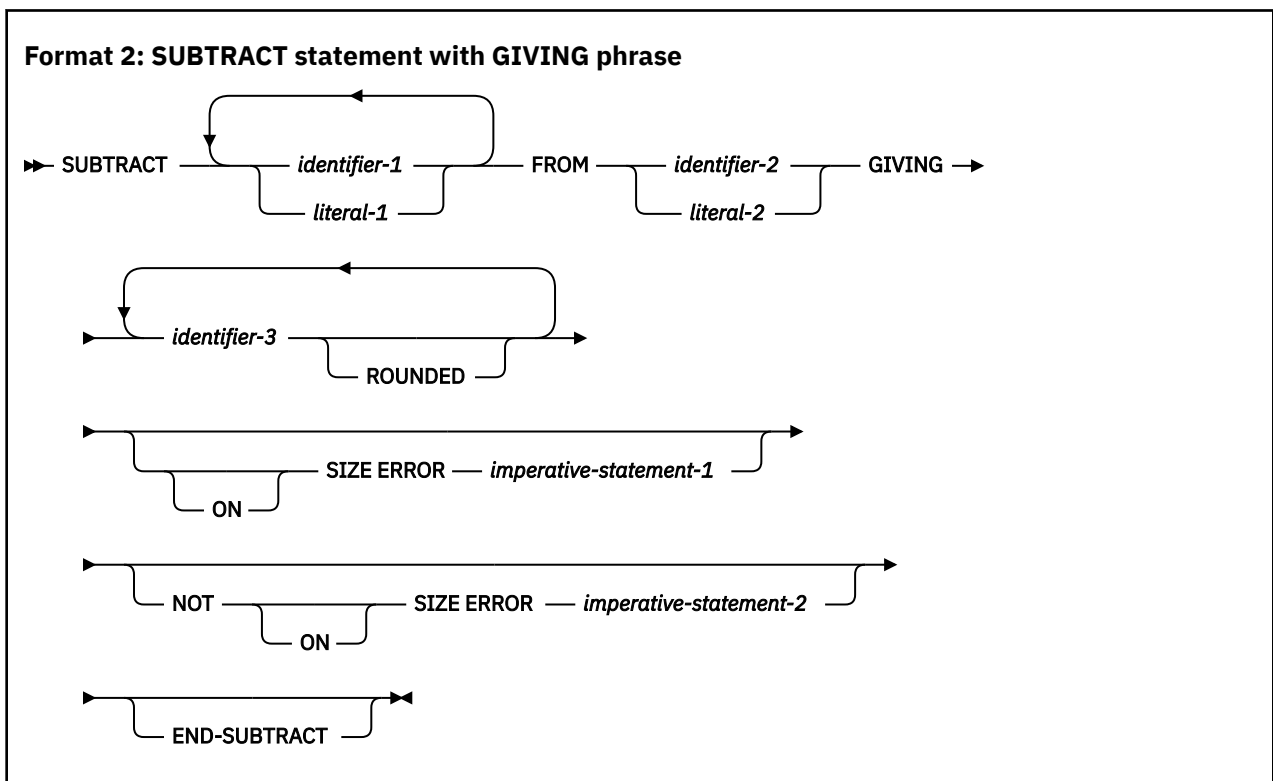 Format 2: SUBTRACT statement with GIVING phrase
SUBTRACT identifier-1 FROM identifier-2 GIVING
literal-1 literal-2
identifier-3
ROUNDED
SIZE ERROR imperative-statement-1
ON
NOT SIZE ERROR imperative-statement-2
ON
END-SUBTRACT